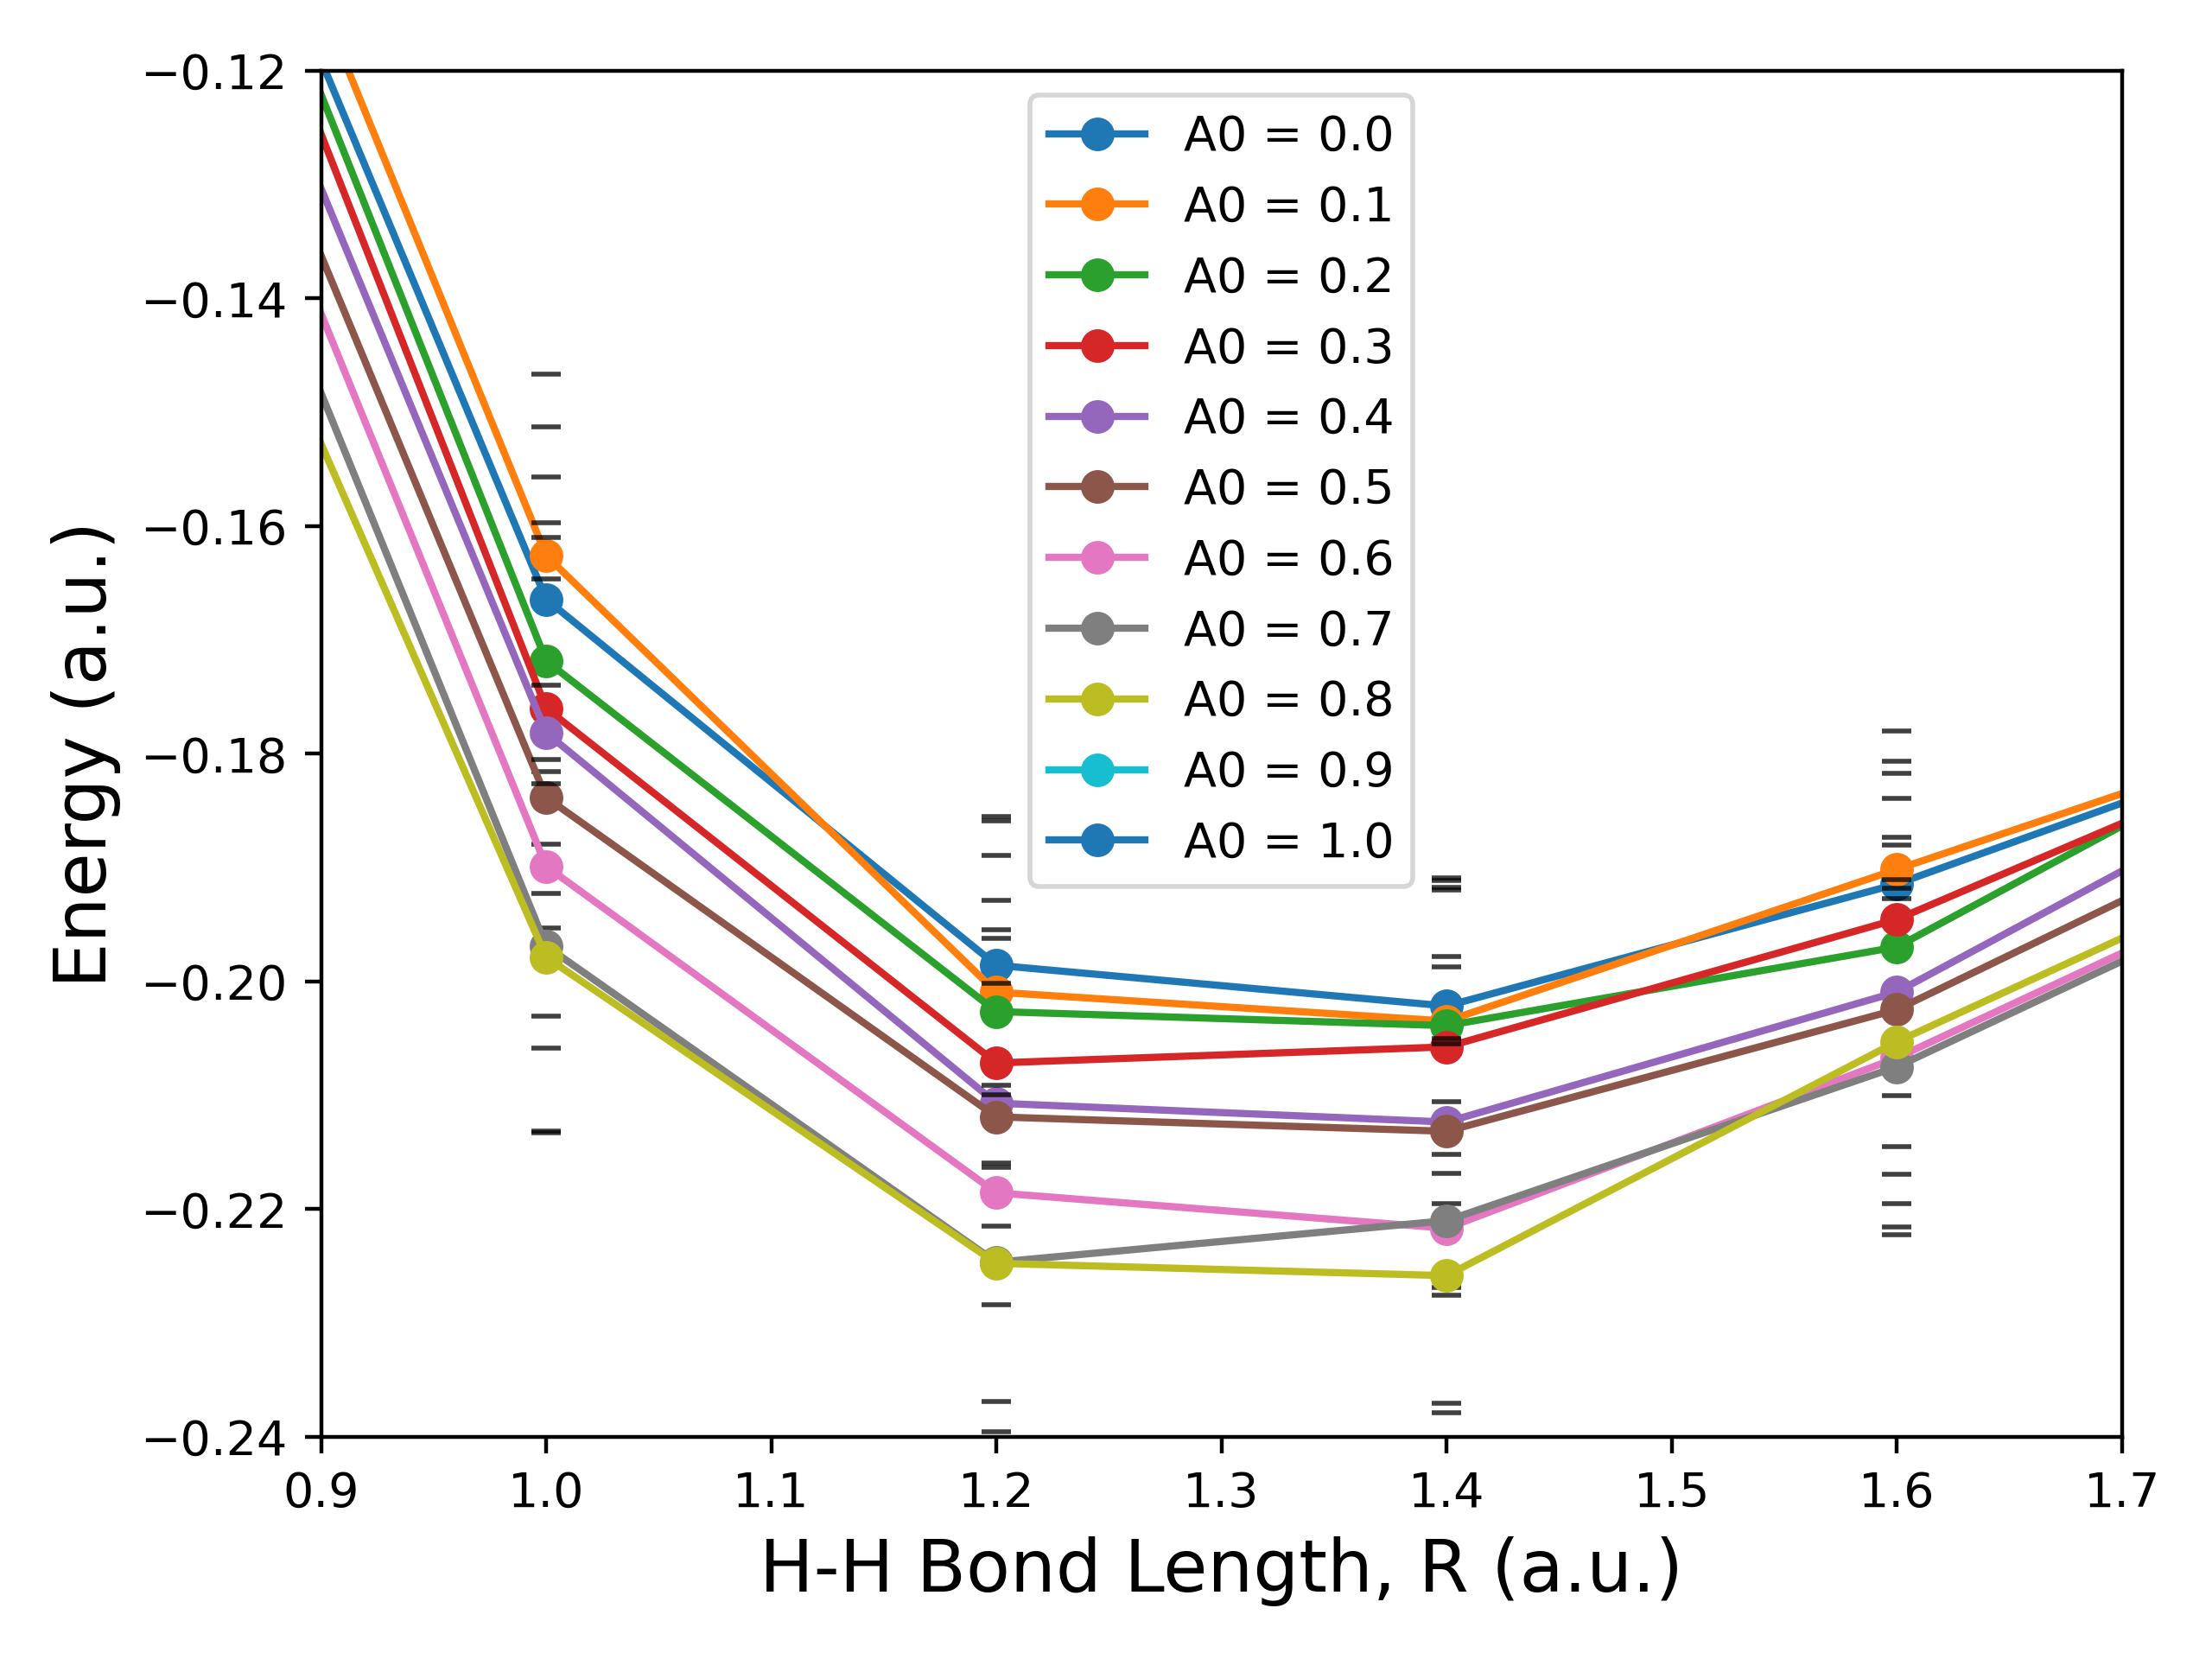 −0.12
−0.14
−0.16
−0.18
−0.20
−0.22
−0.24
Energy (a.u.)
A0 = 0.0
A0 = 0.1
A0 = 0.2
A0 = 0.3
A0 = 0.4
A0 = 0.5
A0 = 0.6
A0 = 0.7
A0 = 0.8
A0 = 0.9
A0 = 1.0
0.9 1.0 1.1 1.2 1.3 1.4 1.5 1.6 1.7
H-H Bond Length, R (a.u.)